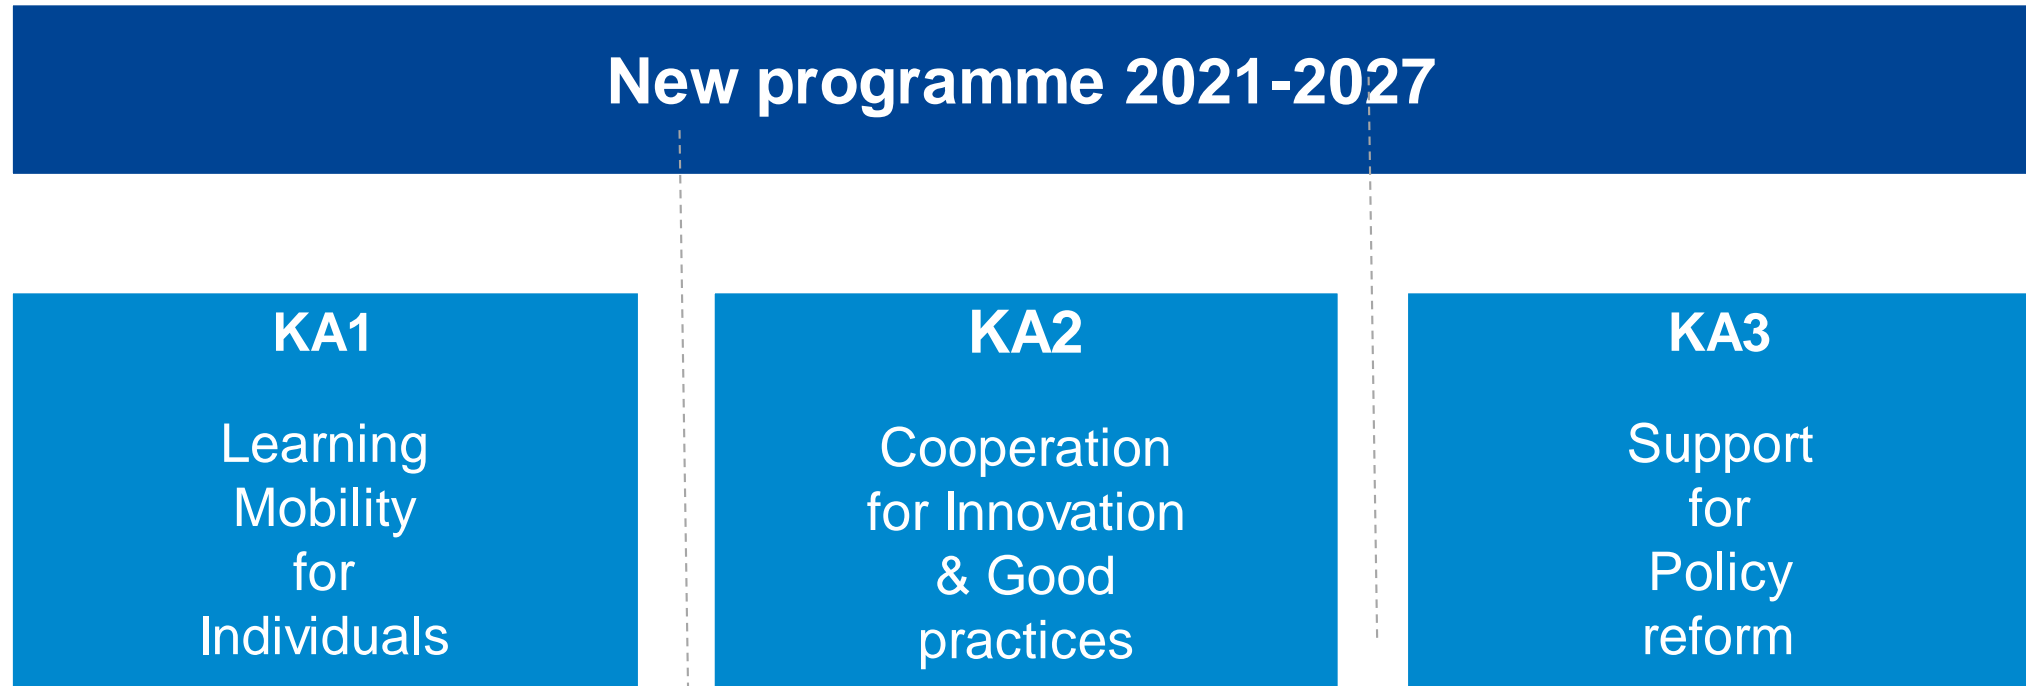 New programme 2021-2027
KA1
Learning
Mobility
for
Individuals
KA2
Cooperation
for Innovation
& Good
practices
KA3
Support
for
Policy
reform